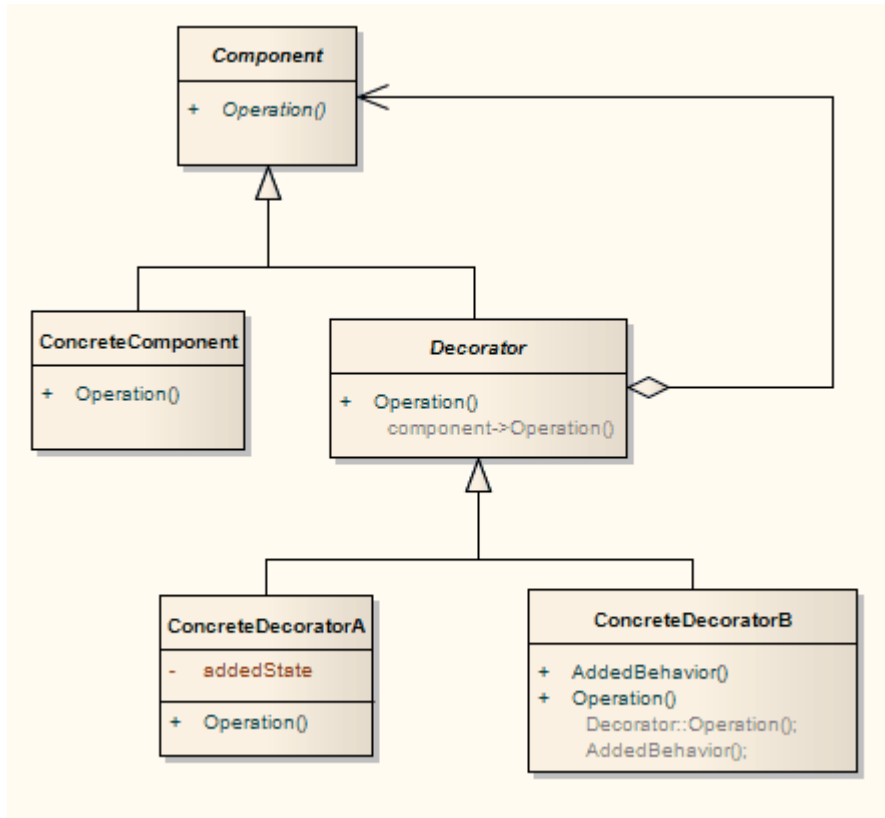 Component
+ Operation()
ConcreteComponent
+ Operation()
Decorator
+ Operation()
component->Operation()
ConcreteDecoratorA
- addedState
+ Operation()
ConcreteDecoratorB
+ AddedBehavior()
+ Operation()
Decorator::Operation();
AddedBehavior();